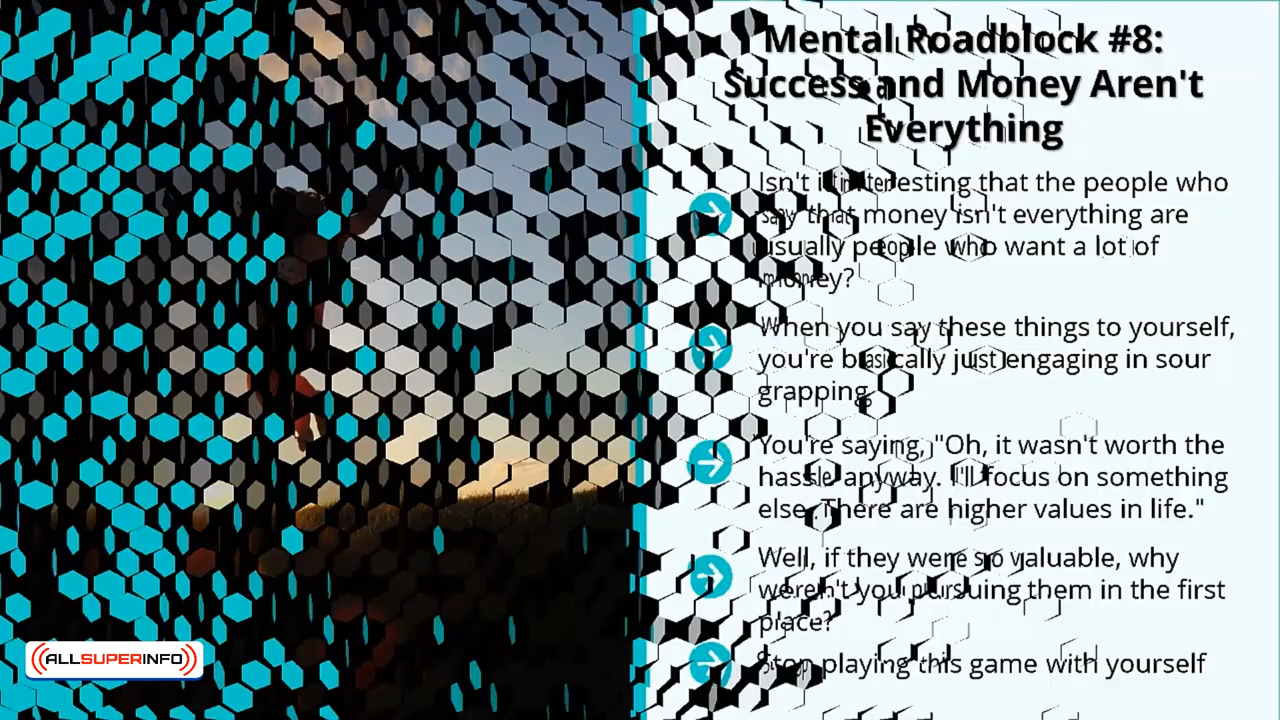 Mental Roadblock #8:
Success and Money Aren't
Everything
Isn't it interesting that the people who
say that money isn't everything are
usually people who want a lot of
money?
When you say these things to yourself,
you're basically just engaging in sour
grapping.
You're saying, "Oh, it wasn't worth the
hassle anyway. I'll focus on something
else. There are higher values in life."
Well, if they were so valuable, why
weren't you pursuing them in the first
place?
Stop playing this game with yourself
ALLSUPERINFO